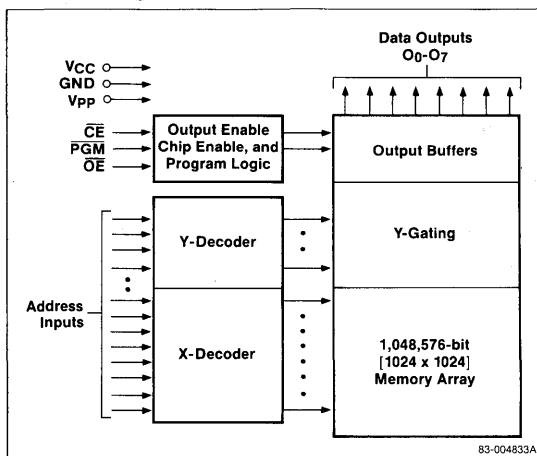 Data Outputs
O0-O7
VCC
GND
VPP
CE
PGM
OE
Output Enable
Chip Enable, and
Program Logic
Output Buffers
Y-Decoder
Y-Gating
Address
Inputs
X-Decoder
1,048,576-bit
[1024 x 1024]
Memory Array
83-004833A